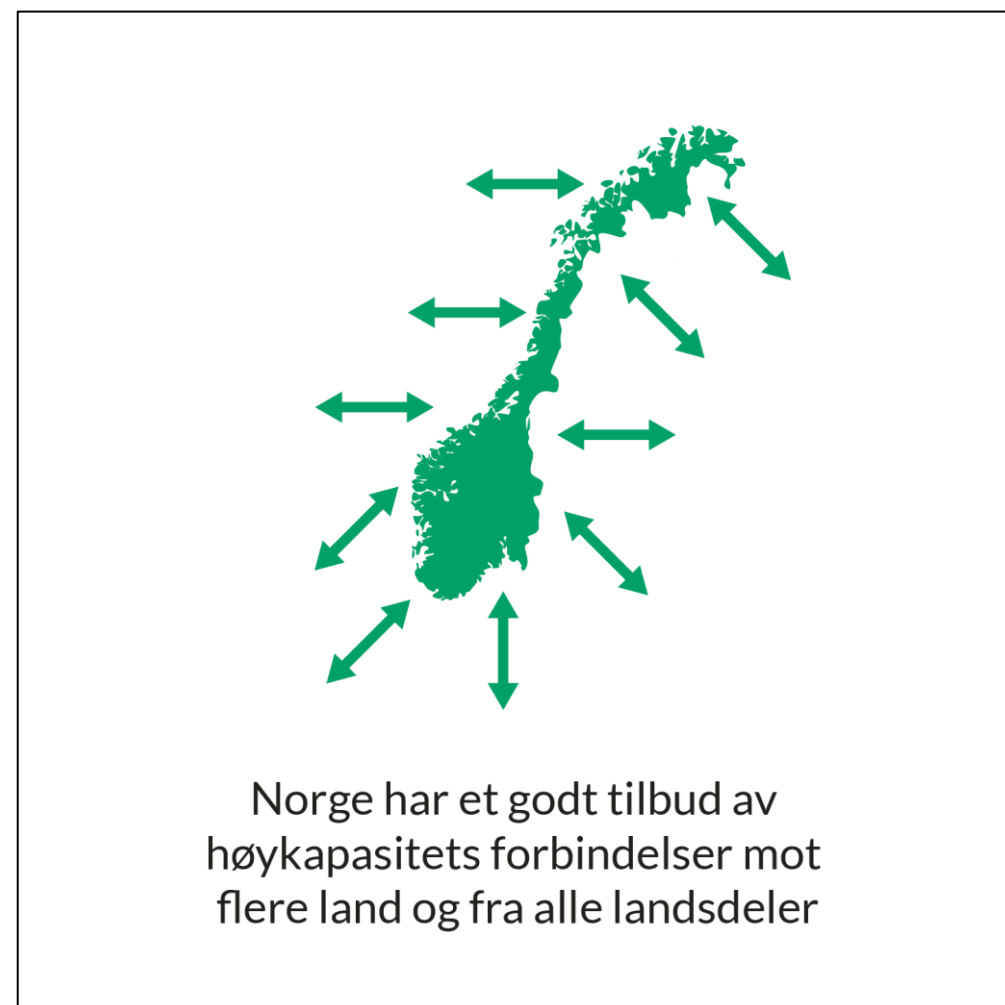 Norge har et godt tilbud av
høykapasitets forbindelser mot
flere land og fra alle landsdeler